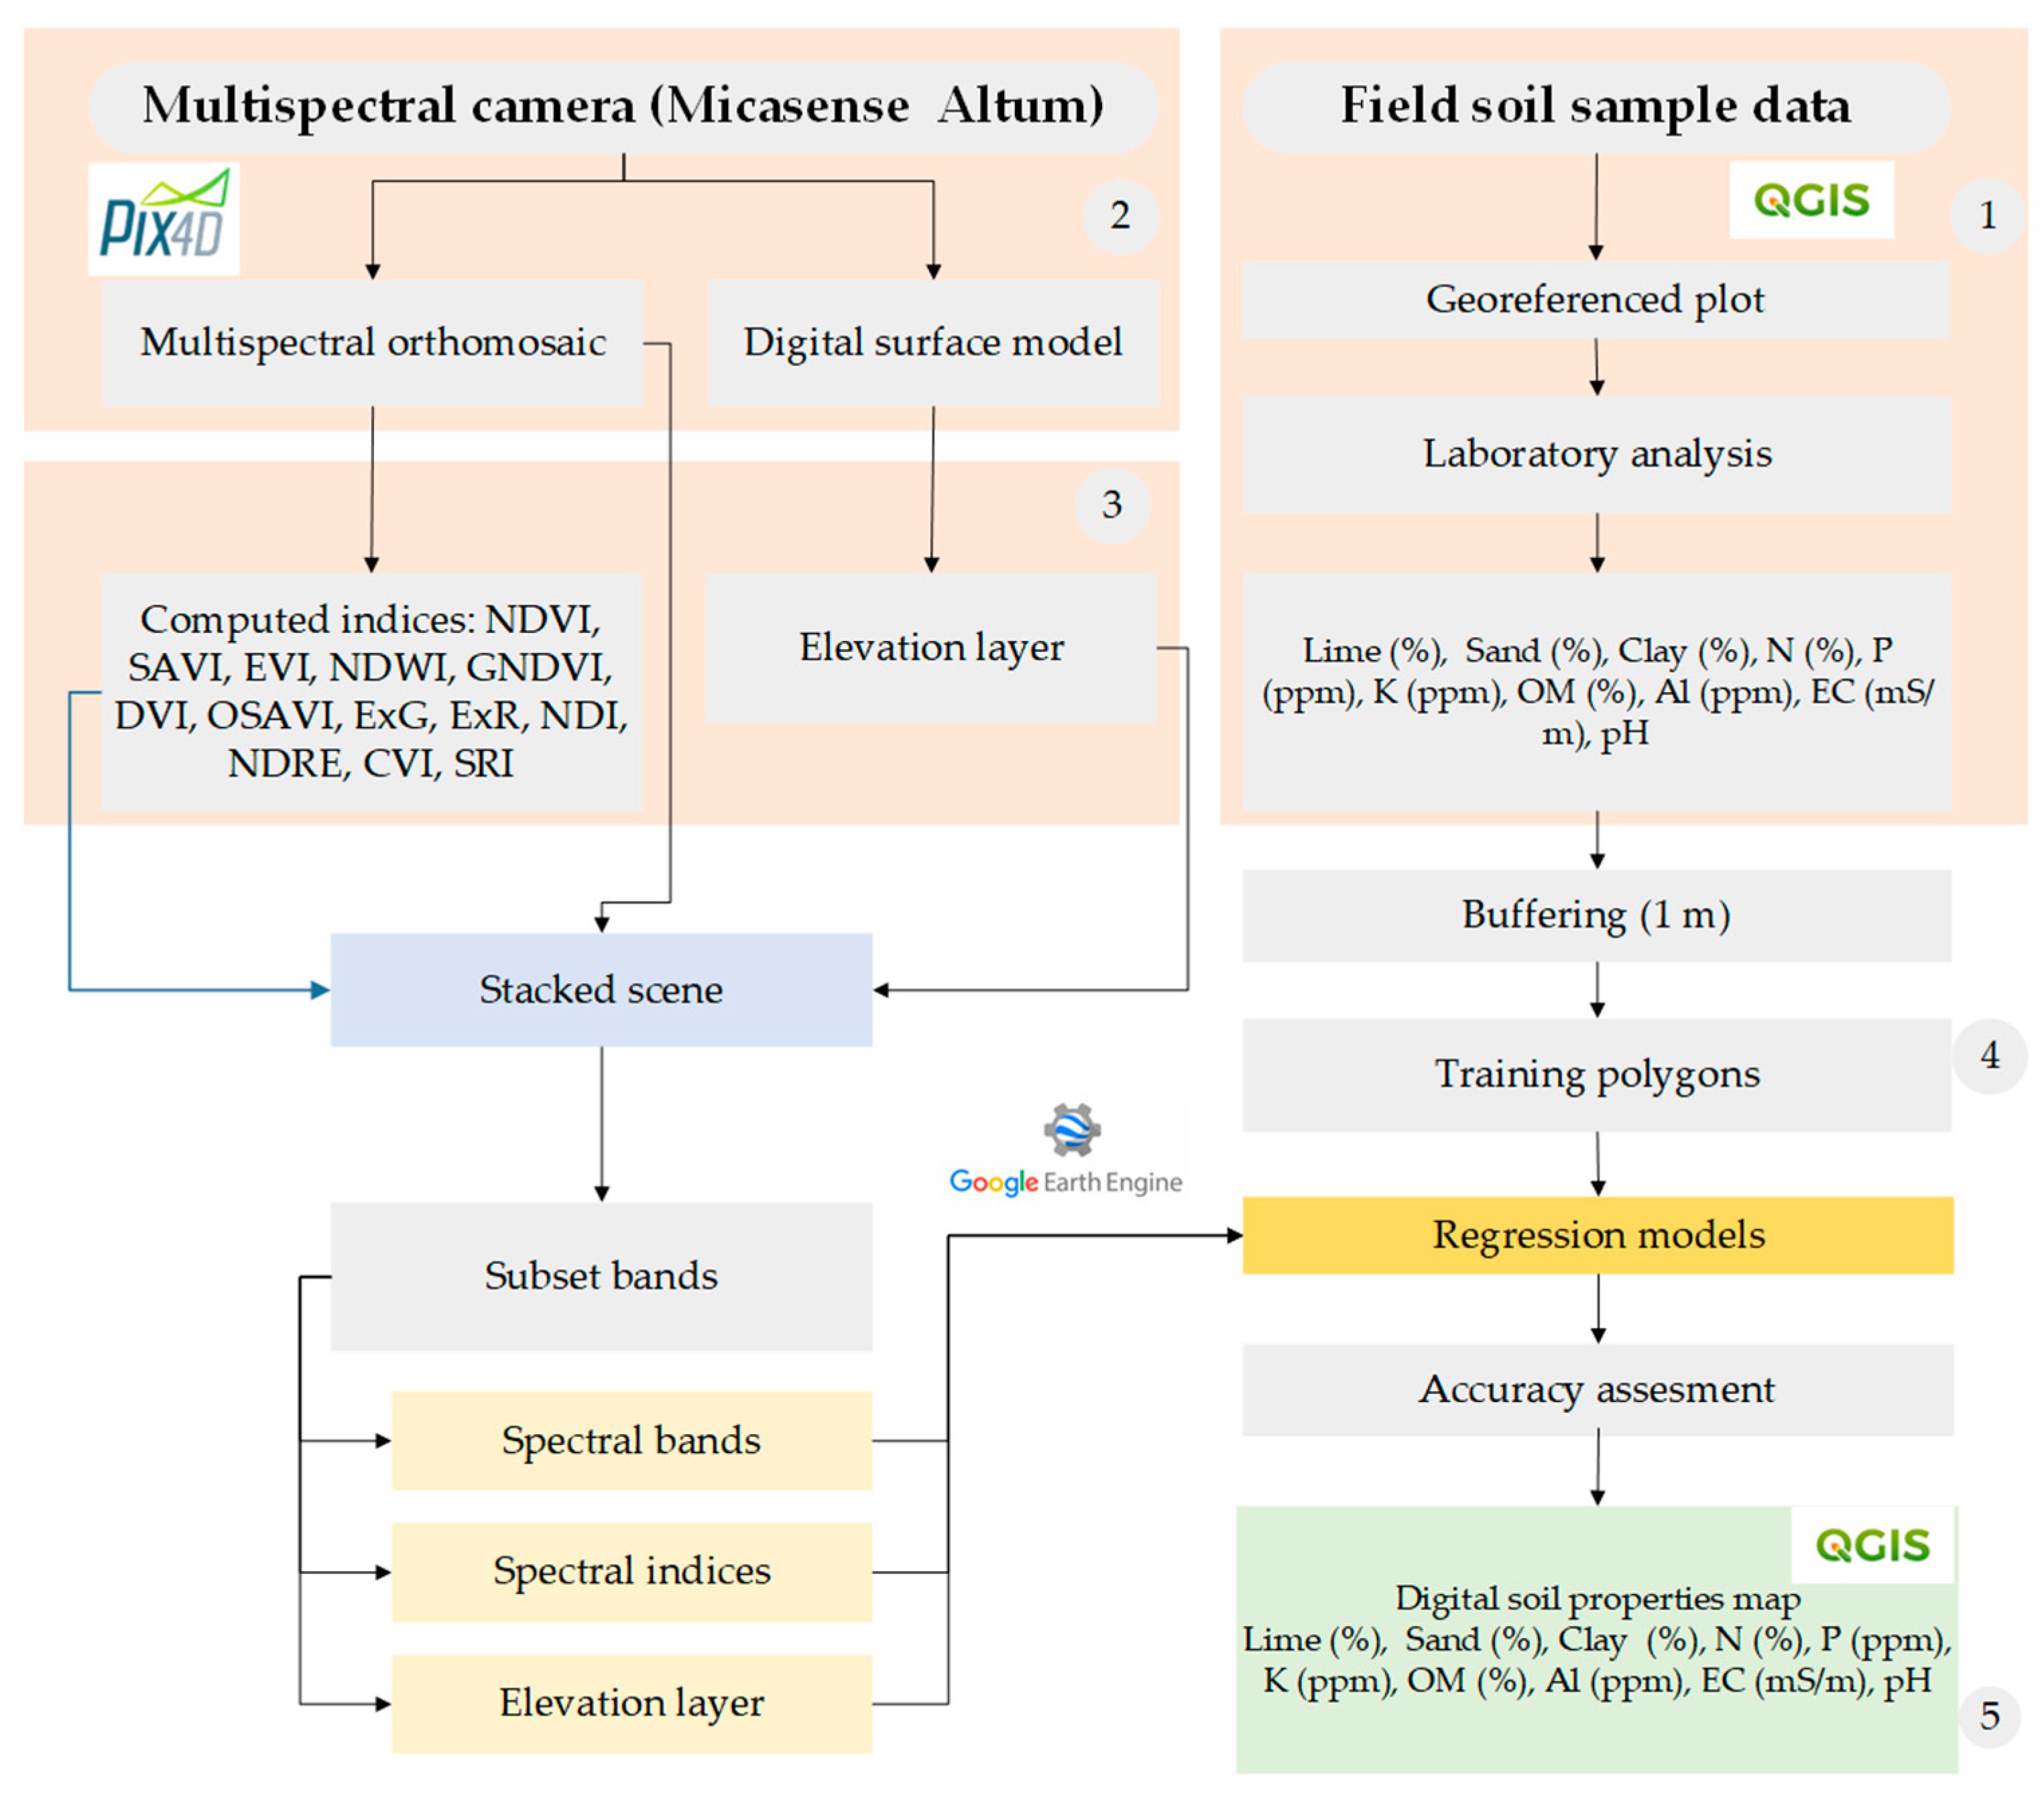 Multispectral camera (Micasense Altum)
PIX4D
2
Multispectral orthomosaic
Digital surface model
3
Computed indices: NDVI,
SAVI, EVI, NDWI, GNDVI,
DVI, OSAVI, ExG, ExR, NDI,
NDRE, CVI, SRI
Elevation layer
Stacked scene
Subset bands
Spectral bands
Spectral indices
Elevation layer
Google Earth Engine
Field soil sample data
QGIS
1
Georeferenced plot
Laboratory analysis
Lime (%), Sand (%), Clay (%), N (%), P
(ppm), K (ppm), OM (%), Al (ppm), EC (mS/
m), pH
Buffering (1 m)
Training polygons
4
Regression models
Accuracy assesment
QGIS
Digital soil properties map
Lime (%), Sand (%), Clay (%), N (%), P (ppm),
K (ppm), OM (%), Al (ppm), EC (mS/m), pH
5